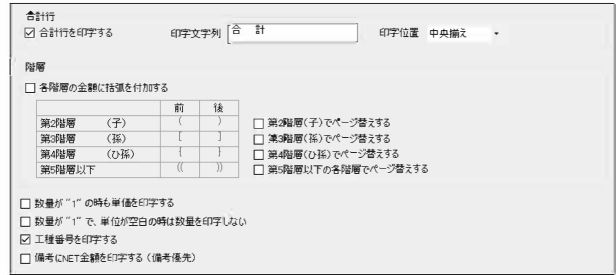 合計行
合計行を印字する 印字文字列 合 計 印字位置 中央揃え
階層
各階層の金額に括弧を付加する
前 後
第2階層 (子) ( ) 第2階層(子)でページ替えする
第3階層 (孫) [ ] 第3階層(孫)でページ替えする
第4階層 (ひ孫) { } 第4階層(ひ孫)でページ替えする
第5階層以下 (( )) 第5階層以下の各階層でページ替えする
数量が"1"の時も単価を印字する
数量が"1"で、単位が空白の時は数量を印字しない
工種番号を印字する
備考にNET金額を印字する(備考優先)